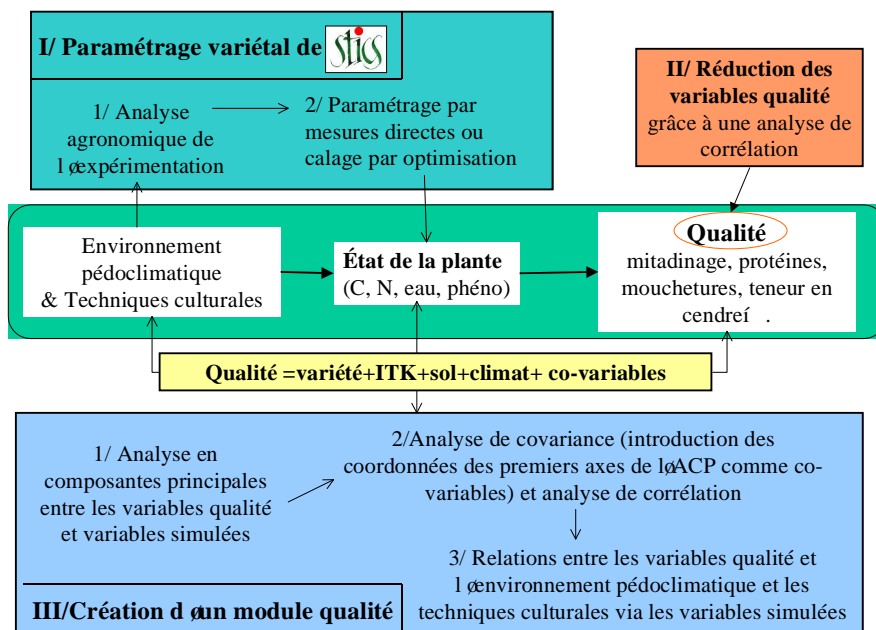 I/ Paramétrage variétal de stics
1/ Analyse
agronomique de
l øexpérimentation
2/ Paramétrage par
mesures directes ou
calage par optimisation
II/ Réduction des
variables qualité
grâce à une analyse de
corrélation
Environnement
pédoclimatique
& Techniques culturales
État de la plante
(C, N, eau, phéno)
Qualité
mitadinage, protéines,
mouchetures, teneur en
cendreí .
Qualité =variété+ITK+sol+climat+ co-variables
1/ Analyse en
composantes principales
entre les variables qualité
et variables simulées
2/Analyse de covariance (introduction des
coordonnées des premiers axes de løACP comme co-
variables) et analyse de corrélation
3/ Relations entre les variables qualité et
l øenvironnement pédoclimatique et les
techniques culturales via les variables simulées
III/Création d øun module qualité